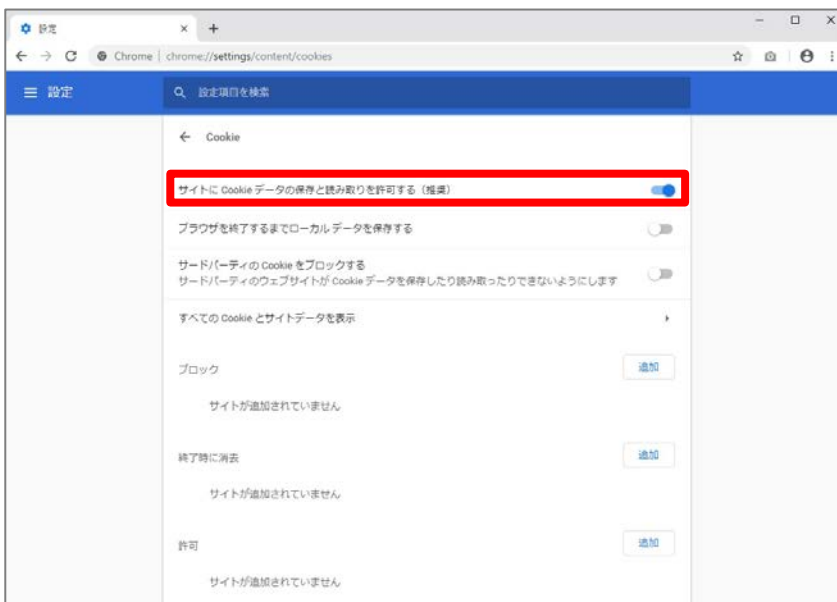 設定
Chrome | chrome://settings/content/cookies
設定
設定項目を検索
Cookie
サイトに Cookie データの保存と読み取りを許可する（推奨）
ブラウザを終了するまでローカル データを保存する
サードパーティの Cookie をブロックする
サードパーティのウェブサイトが Cookie データを保存したり読み取ったりできないようにします
すべての Cookie とサイトデータを表示
ブロック
追加
サイトが追加されていません
終了時に消去
追加
サイトが追加されていません
許可
追加
サイトが追加されていません